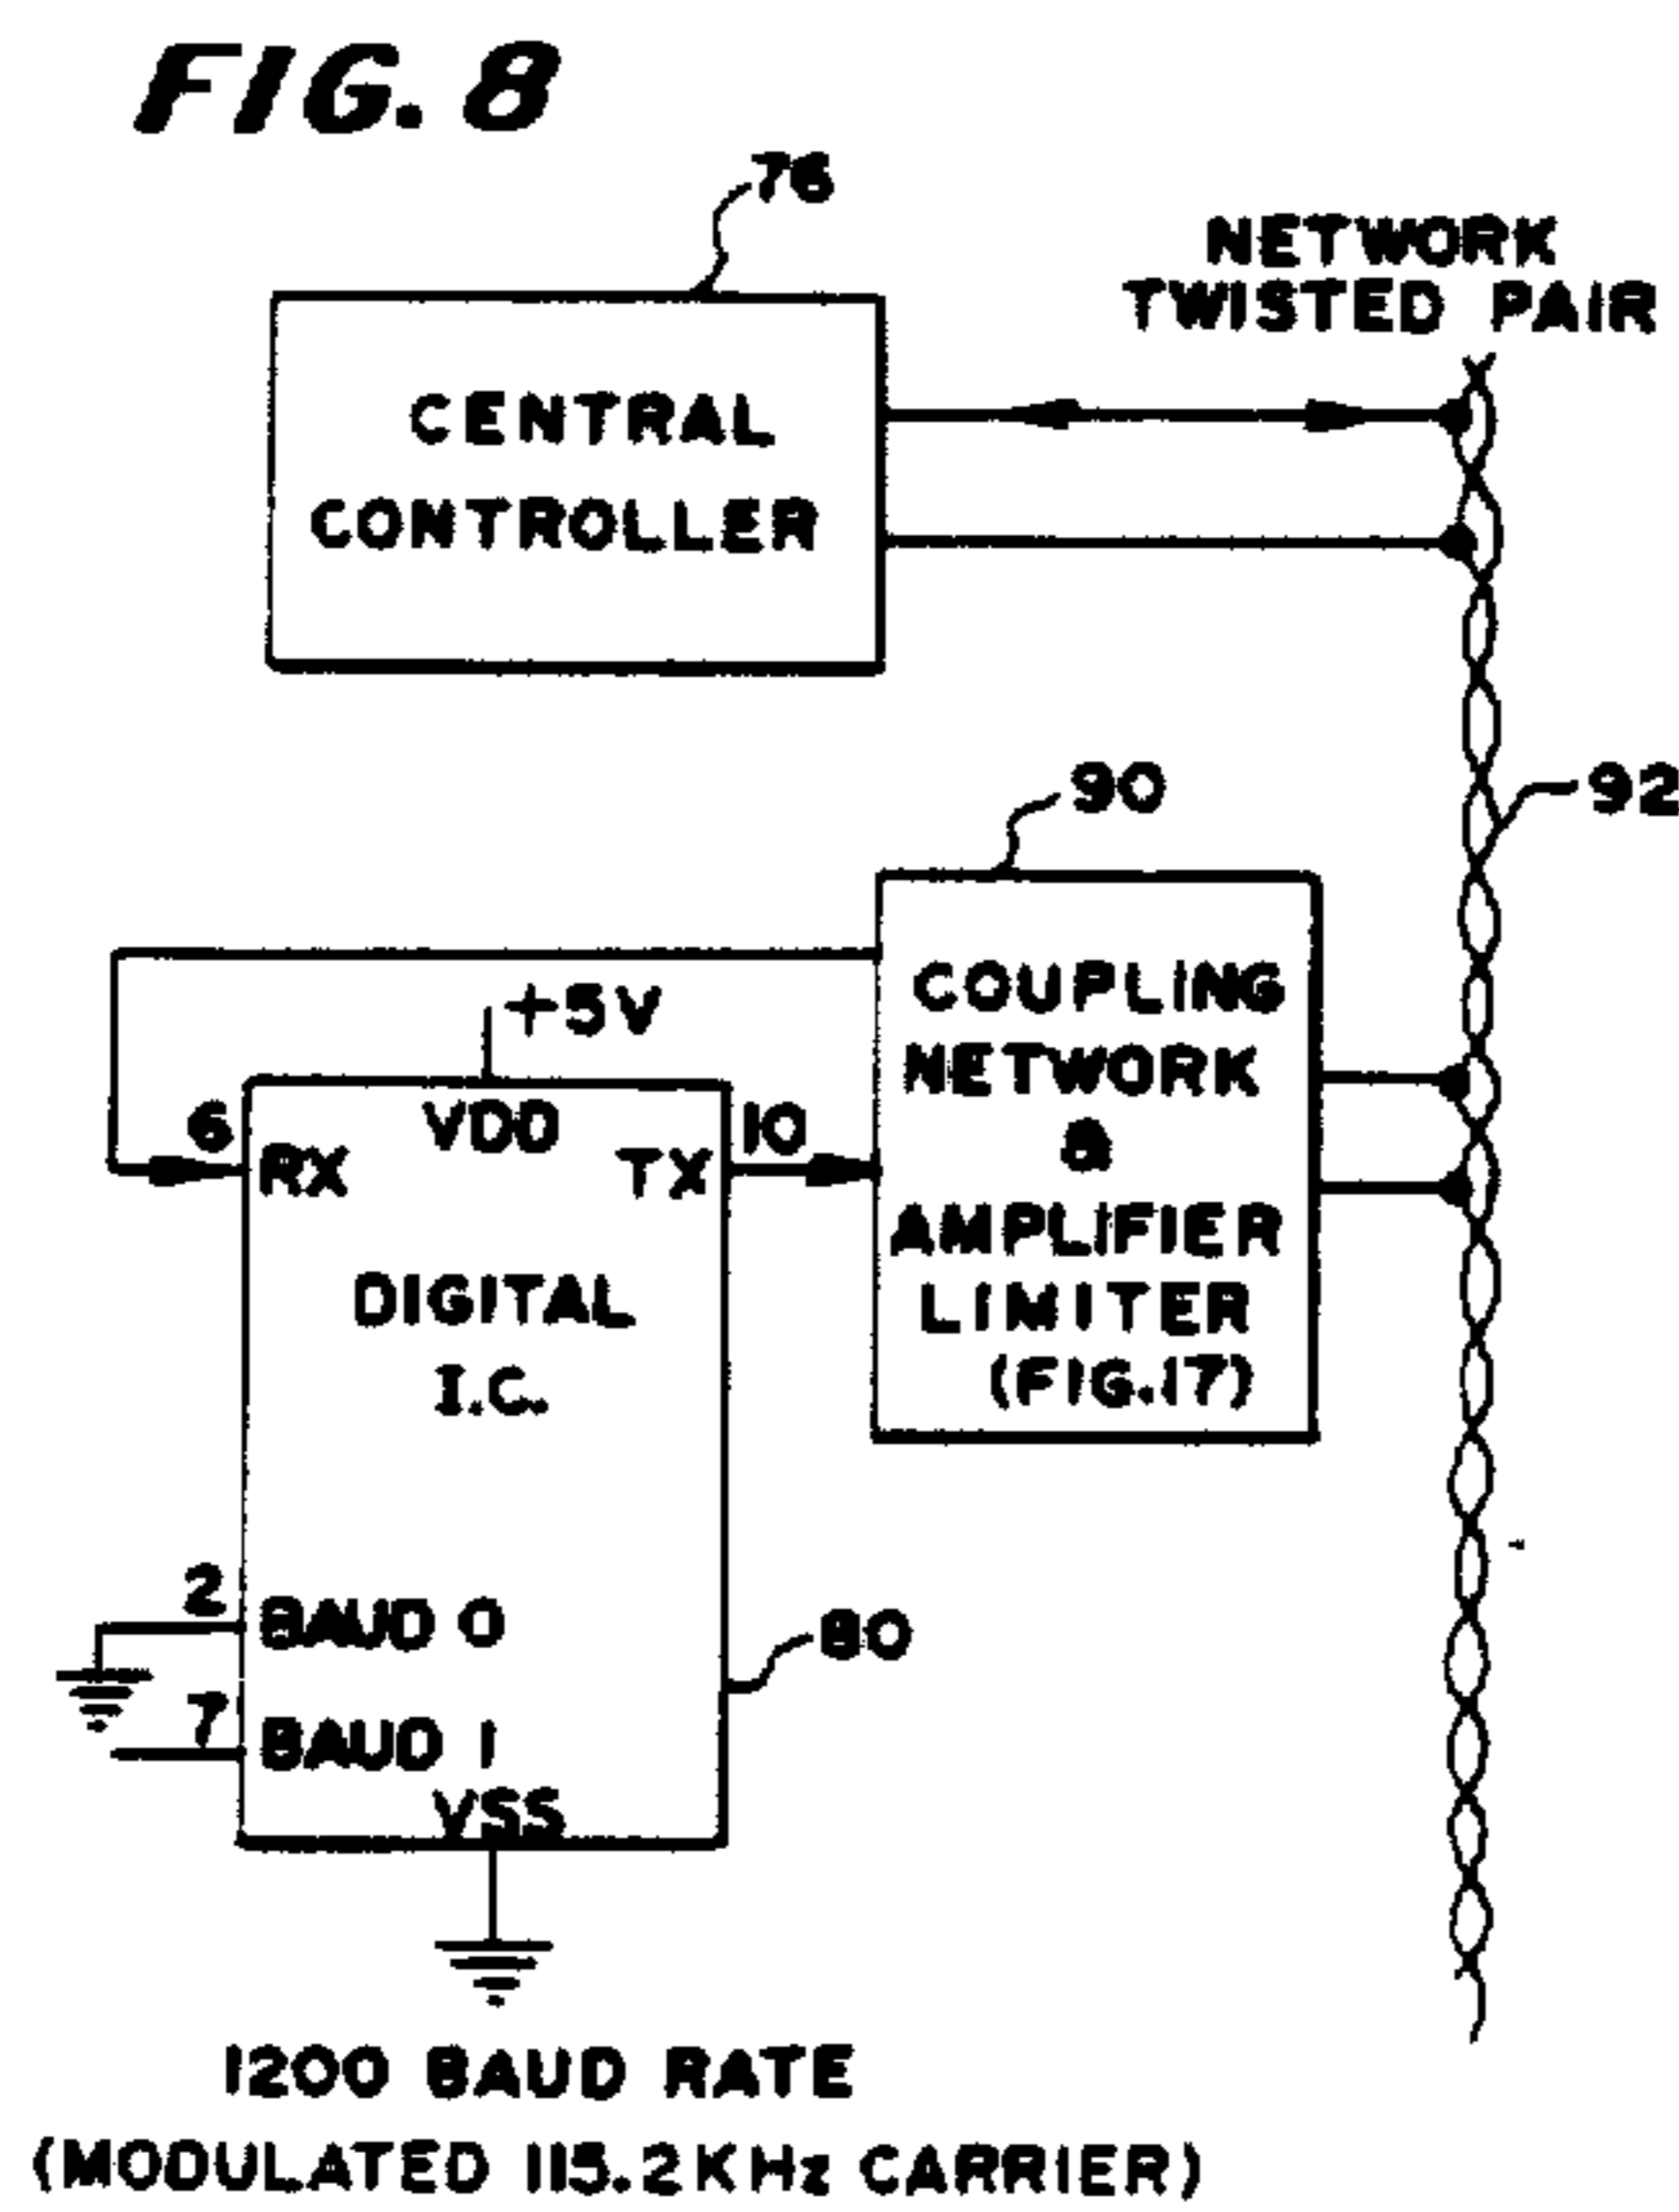 FIG. 8
76
NETWORK
TWISTED PAIR
CENTRAL
CONTROLLER
90
92
COUPLING
NETWORK
&
AMPLIFIER
LIMITER
(FIG.17)
+5V
6
VDD
10
RX
TX
DIGITAL
I.C.
2
BAUD 0
80
7
BAUD 1
VSS
1200 BAUD RATE
(MODULATED 115.2KHz CARRIER)